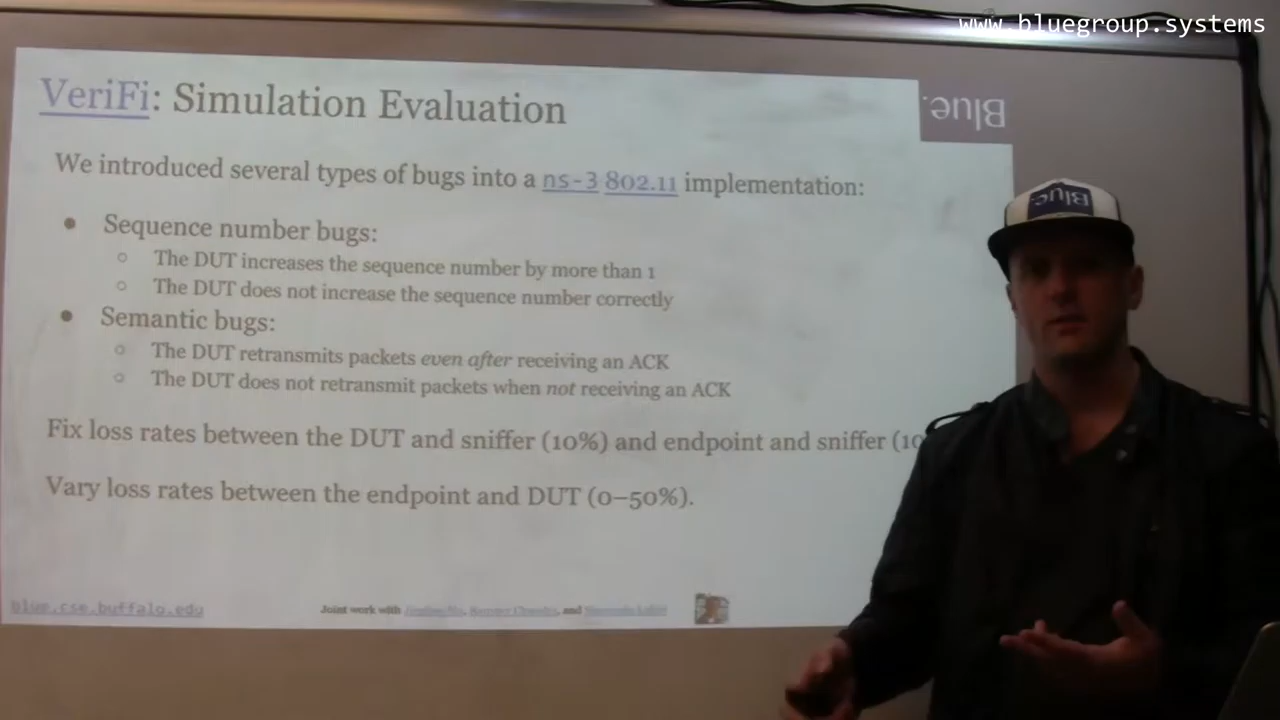 www.bluegroup.systems
Blue.
VeriFi: Simulation Evaluation
We introduced several types of bugs into a ns-3 802.11 implementation:
● Sequence number bugs:
○ The DUT increases the sequence number by more than 1
○ The DUT does not increase the sequence number correctly
● Semantic bugs:
○ The DUT retransmits packets even after receiving an ACK
○ The DUT does not retransmit packets when not receiving an ACK
Fix loss rates between the DUT and sniffer (10%) and endpoint and sniffer (10
Vary loss rates between the endpoint and DUT (0–50%).
Blue.
blue.cse.buffalo.edu
Joint work with and